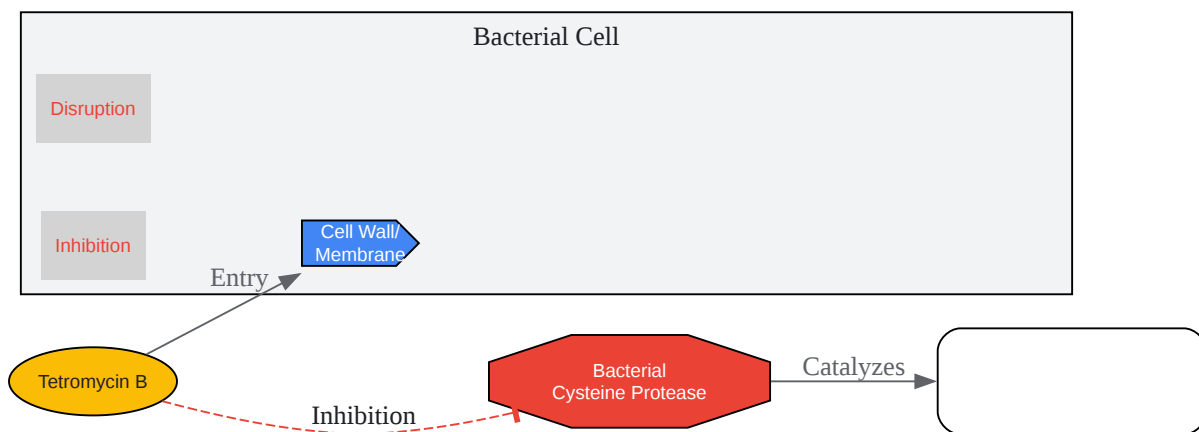 Bacterial Cell
Disruption
Inhibition
Cell Wall/
Membrane
Entry
Tetromycin B
Inhibition
Bacterial
Cysteine Protease
Catalyzes